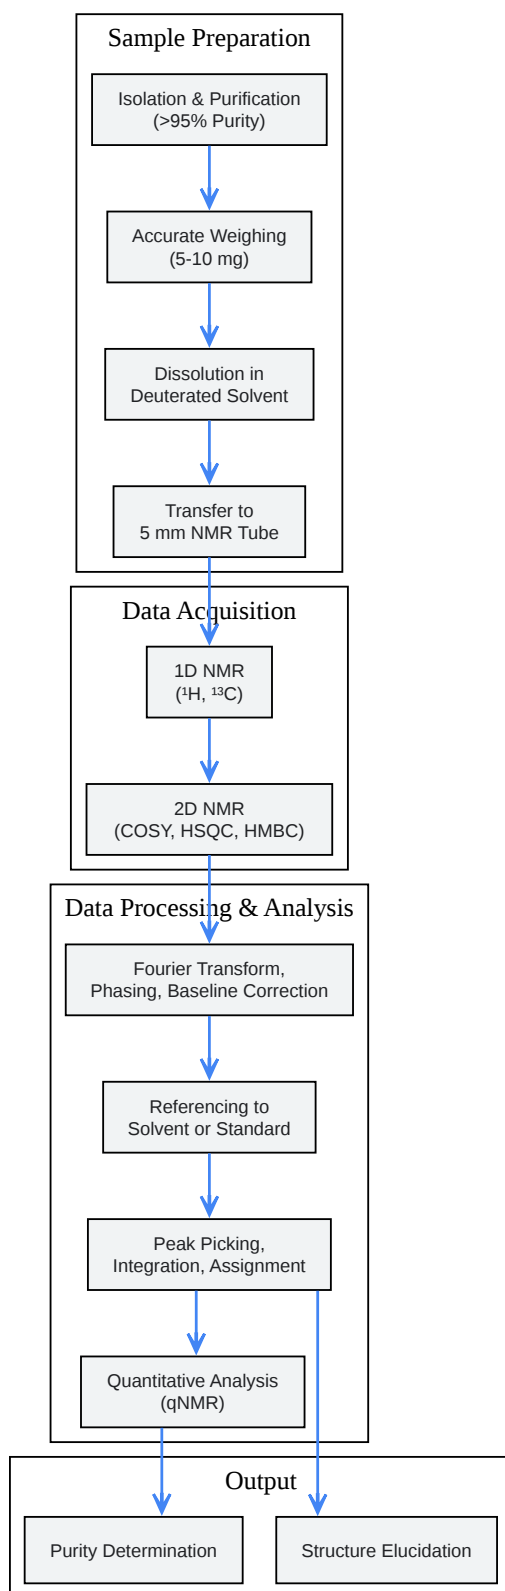 Sample Preparation
Isolation & Purification
(>95% Purity)
Accurate Weighing
(5-10 mg)
Dissolution in
Deuterated Solvent
Transfer to
5 mm NMR Tube
Data Acquisition
1D NMR
(¹H, ¹³C)
2D NMR
(COSY, HSQC, HMBC)
Data Processing & Analysis
Fourier Transform,
Phasing, Baseline Correction
Referencing to
Solvent or Standard
Peak Picking,
Integration, Assignment
Quantitative Analysis
(qNMR)
Output
Purity Determination
Structure Elucidation